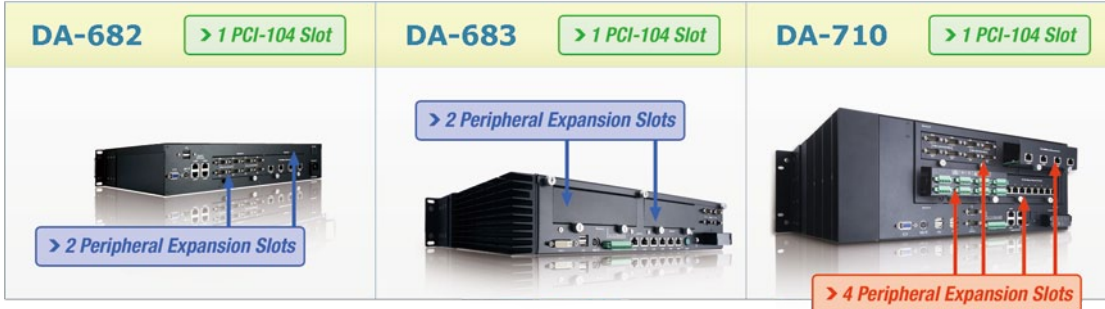 DA-682
> 1 PCI-104 Slot
> 2 Peripheral Expansion Slots
DA-683
> 1 PCI-104 Slot
> 2 Peripheral Expansion Slots
DA-710
> 1 PCI-104 Slot
> 4 Peripheral Expansion Slots